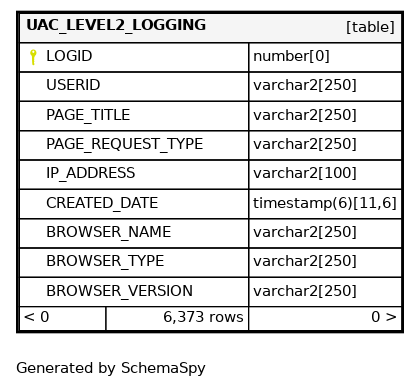 UAC_LEVEL2_LOGGING [table]
LOGID number[0]
USERID varchar2[250]
PAGE_TITLE varchar2[250]
PAGE_REQUEST_TYPE varchar2[250]
IP_ADDRESS varchar2[100]
CREATED_DATE timestamp(6)[11,6]
BROWSER_NAME varchar2[250]
BROWSER_TYPE varchar2[250]
BROWSER_VERSION varchar2[250]
< 0 6,373 rows 0 >
Generated by SchemaSpy